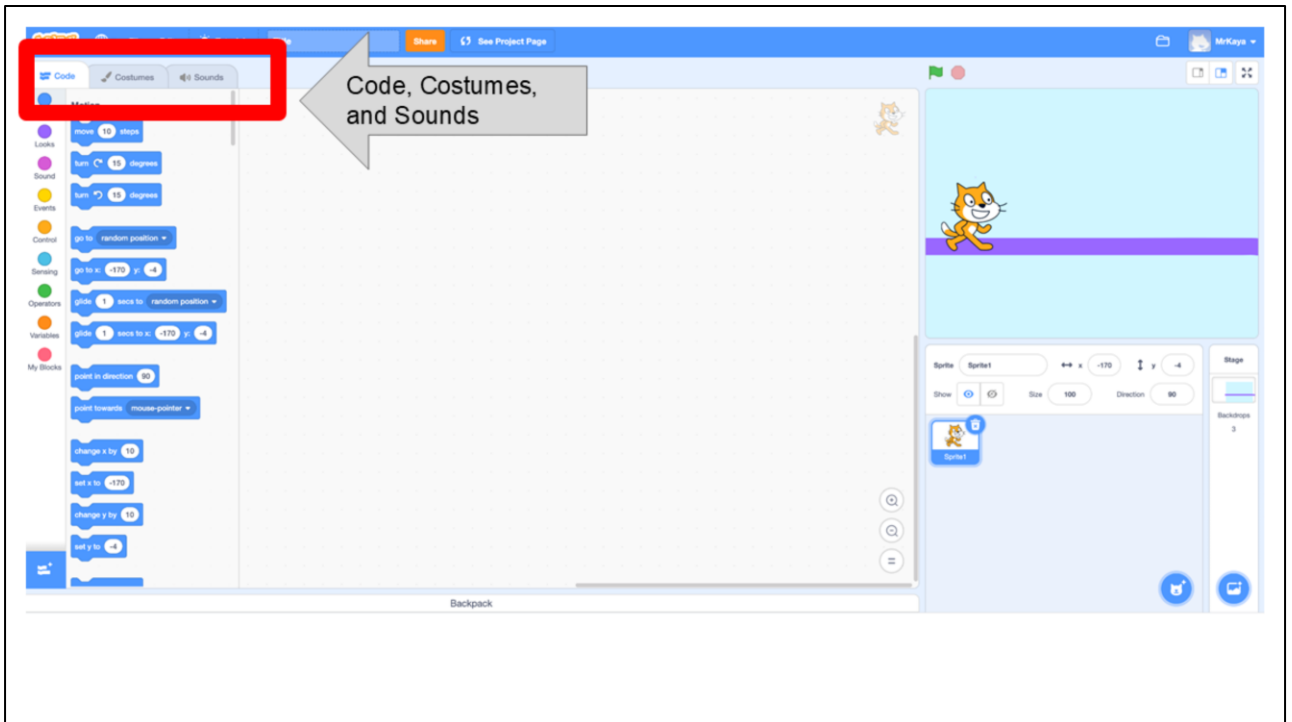 Share See Project Page MrKaya
Code Costumes Sounds
Code, Costumes,
and Sounds
Motion
move 10 steps
Looks
turn 15 degrees
Sound
turn 15 degrees
Events
go to random position
Control
go to x: -170 y: -4
Sensing
glide 1 secs to random position
Operators
glide 1 secs to x: -170 y: -4
Variables
My Blocks
point in direction 90
point towards mouse-pointer
change x by 10
set x to -170
change y by 10
set y to -4
Backpack
Sprite Sprite1 x -170 y -4
Show Size 100 Direction 90
Sprite1
Stage
Backdrops
3